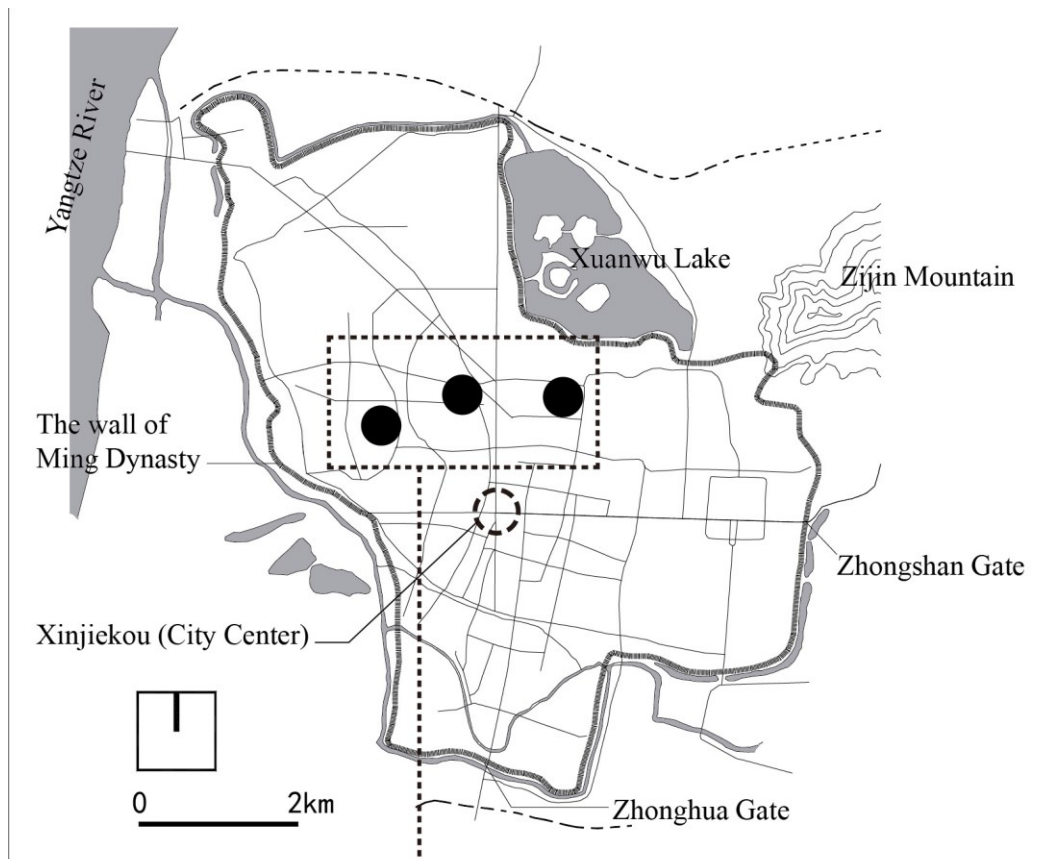 Yangtze River
Xuanwu Lake
Zijin Mountain
The wall of
Ming Dynasty
Zhongshan Gate
Xinjiekou (City Center)
0 2km
Zhonghua Gate